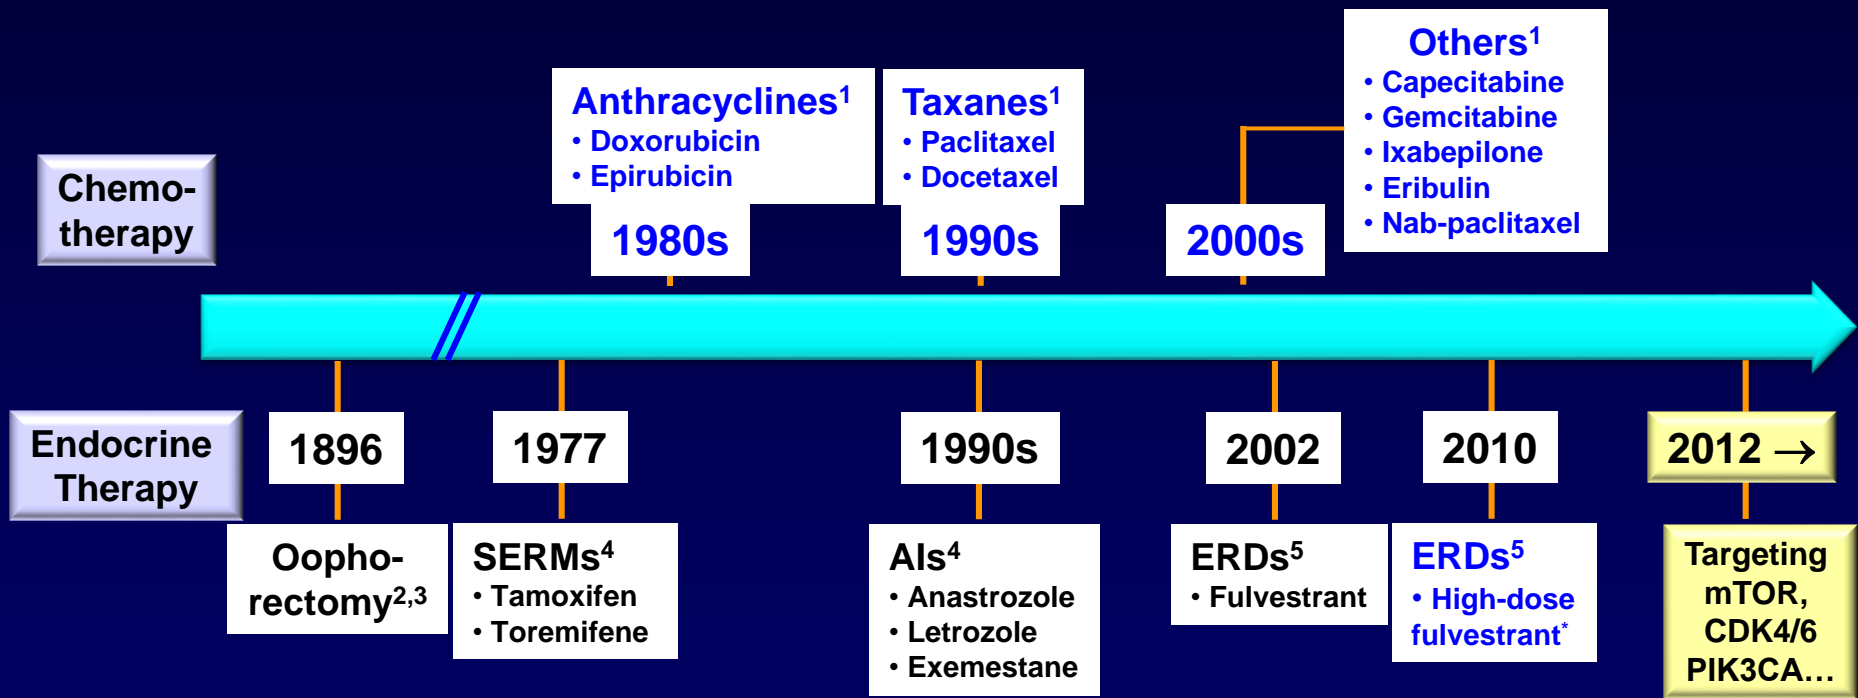 Others1
• Capecitabine
• Gemcitabine
• Ixabepilone
• Eribulin
• Nab-paclitaxel
Anthracyclines1
• Doxorubicin
• Epirubicin
Taxanes1
• Paclitaxel
• Docetaxel
Chemo-
therapy
1980s
1990s
2000s
Endocrine
Therapy
1896
1977
1990s
2002
2010
2012 →
Oopho-
rectomy2,3
SERMs4
• Tamoxifen
• Toremifene
AIs4
• Anastrozole
• Letrozole
• Exemestane
ERDs5
• Fulvestrant
ERDs5
• High-dose
fulvestrant*
Targeting
mTOR,
CDK4/6
PIK3CA...